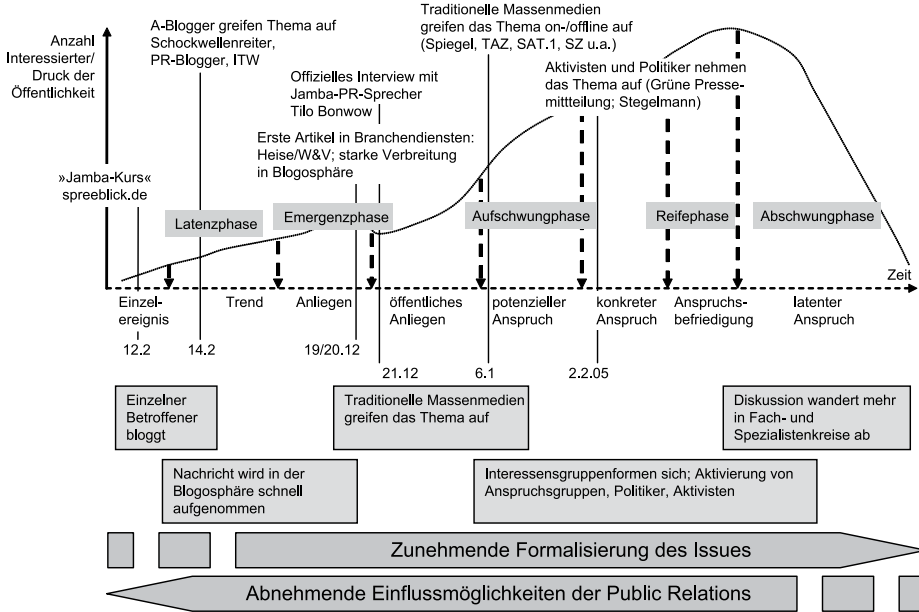 Anzahl
Interessierter/
Druck der
Öffentlichkeit
A-Blogger greifen Thema auf
Schockwellenreiter,
PR-Blogger, ITW
Traditionelle Massenmedien
greifen das Thema on-/offline auf
(Spiegel, TAZ, SAT.1, SZ u.a.)
Offizielles Interview mit
Jamba-PR-Sprecher
Tilo Bonwow
Aktivisten und Politiker nehmen
das Thema auf (Grüne Presse-
mittteilung; Stegelmann)
Erste Artikel in Branchendiensten:
Heise/W&V; starke Verbreitung
in Blogosphäre
»Jamba-Kurs«
spreeblick.de
Latenzphase
Emergenzphase
Aufschwungphase
Reifephase
Abschwungphase
Zeit
Einzel-
ereignis
Trend
Anliegen
öffentliches
Anliegen
potenzieller
Anspruch
konkreter
Anspruch
Anspruchs-
befriedigung
latenter
Anspruch
12.2
14.2
19/20.12
21.12
6.1
2.2.05
Einzelner
Betroffener
bloggt
Traditionelle Massenmedien
greifen das Thema auf
Diskussion wandert mehr
in Fach- und
Spezialistenkreise ab
Nachricht wird in der
Blogosphäre schnell
aufgenommen
Interessensgruppenformen sich; Aktivierung von
Anspruchsgruppen, Politiker, Aktivisten
Zunehmende Formalisierung des Issues
Abnehmende Einflussmöglichkeiten der Public Relations